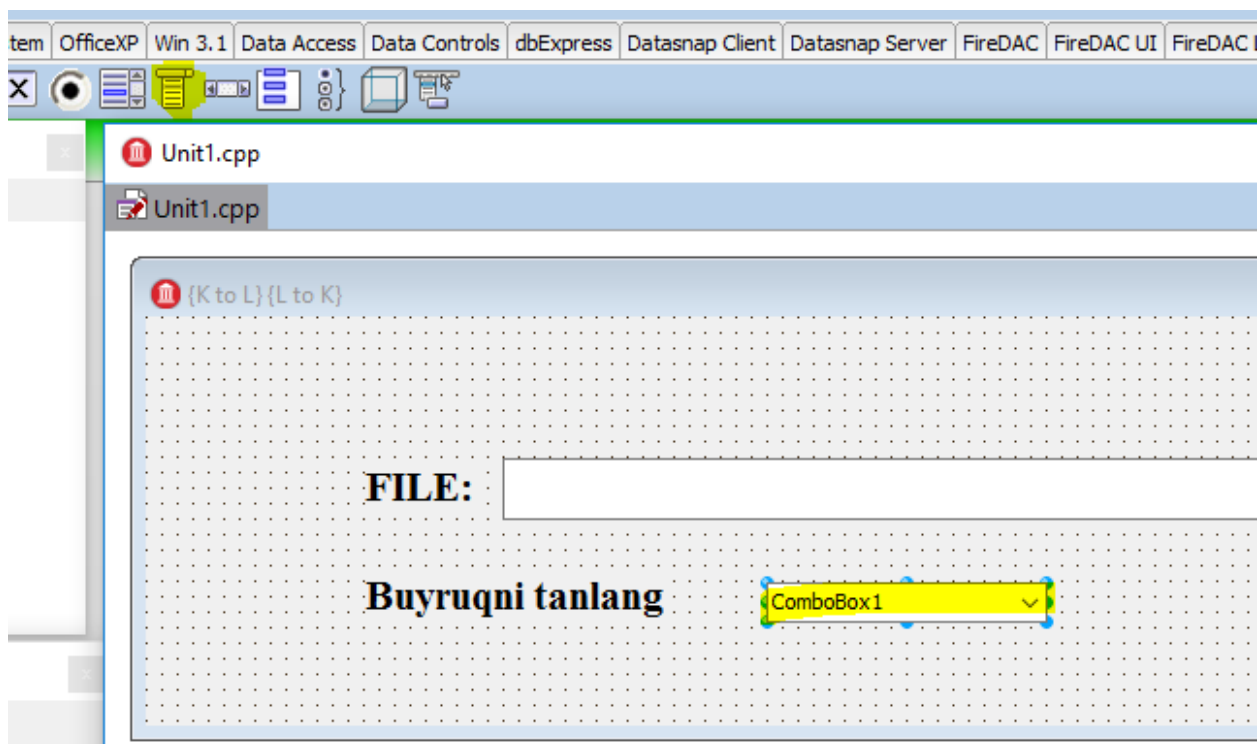 tem OfficeXP Win 3.1 Data Access Data Controls dbExpress Datasnap Client Datasnap Server FireDAC FireDAC UI FireDAC
Unit1.cpp
Unit1.cpp
{K to L}{L to K}
FILE:
Buyruqni tanlang ComboBox1